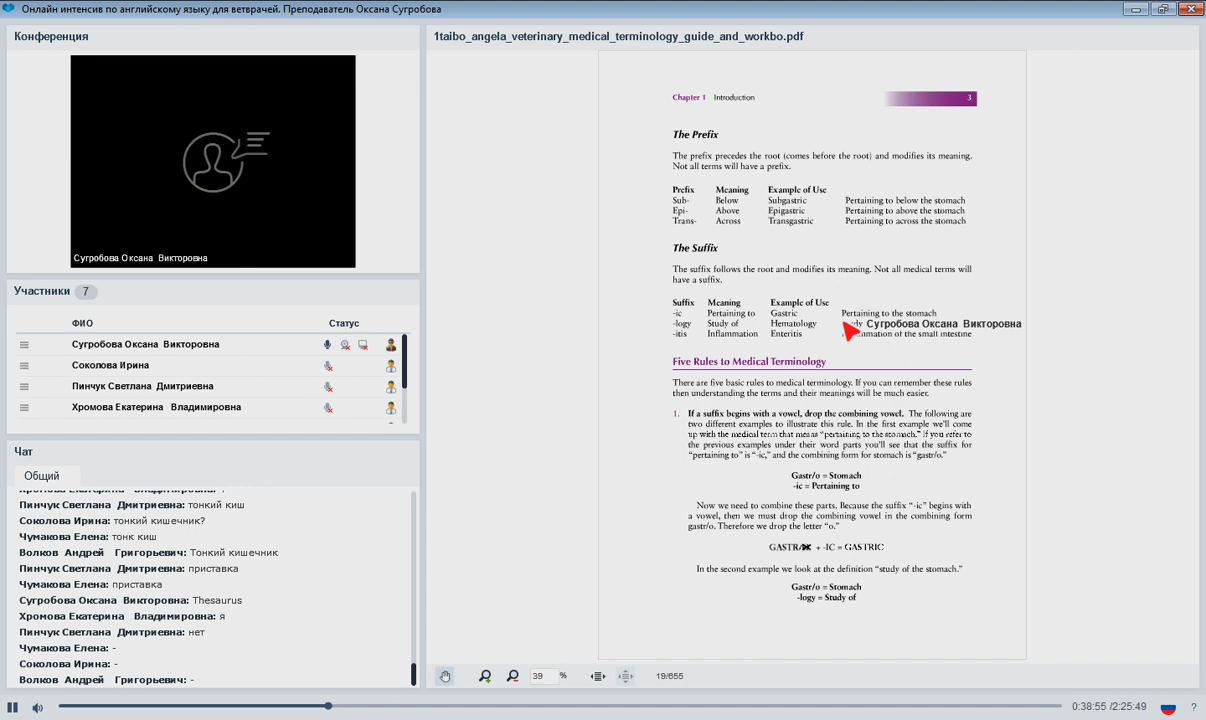 Онлайн интенсив по английскому языку для ветврачей. Преподаватель Оксана Сугробова
Конференция
Сугробова Оксана Викторовна
Участники 7
ФИО Статус
Сугробова Оксана Викторовна
Соколова Ирина
Пинчук Светлана Дмитриевна
Хромова Екатерина Владимировна
Чат
Общий
Хромова Екатерина Владимировна:
Пинчук Светлана Дмитриевна: тонкий киш
Соколова Ирина: тонкий кишечник?
Чумакова Елена: тонк киш
Волков Андрей Григорьевич: Тонкий кишечник
Пинчук Светлана Дмитриевна: приставка
Чумакова Елена: приставка
Сугробова Оксана Викторовна: Thesaurus
Хромова Екатерина Владимировна: я
Пинчук Светлана Дмитриевна: нет
Чумакова Елена: -
Соколова Ирина: -
Волков Андрей Григорьевич: -
1taibo_angela_veterinary_medical_terminology_guide_and_workbo.pdf
Chapter 1 Introduction 3
The Prefix
The prefix precedes the root (comes before the root) and modifies its meaning.
Not all terms will have a prefix.
Prefix Meaning Example of Use
Sub- Below Subgastric Pertaining to below the stomach
Epi- Above Epigastric Pertaining to above the stomach
Trans- Across Transgastric Pertaining to across the stomach
The Suffix
The suffix follows the root and modifies its meaning. Not all medical terms will
have a suffix.
Suffix Meaning Example of Use
-ic Pertaining to Gastric Pertaining to the stomach
-logy Study of Hematology Сугробова Оксана Викторовна
-itis Inflammation Enteritis of the small intestine
Five Rules to Medical Terminology
There are five basic rules to medical terminology. If you can remember these rules
then understanding the terms and their meanings will be much easier.
1. If a suffix begins with a vowel, drop the combining vowel. The following are
two different examples to illustrate this rule. In the first example we'll come
up with the medical term that means "pertaining to the stomach." If you refer to
the previous examples under their word parts you'll see that the suffix for
"pertaining to" is "-ic," and the combining form for stomach is "gastr/o."
Gastr/o = Stomach
-ic = Pertaining to
Now we need to combine these parts. Because the suffix "-ic" begins with
a vowel, then we must drop the combining vowel in the combining form
gastr/o. Therefore we drop the letter "o."
+ -IC = GASTRIC
In the second example we look at the definition "study of the stomach."
Gastr/o = Stomach
-logy = Study of
39 % 19/655
0:38:55 /2:25:49 ?